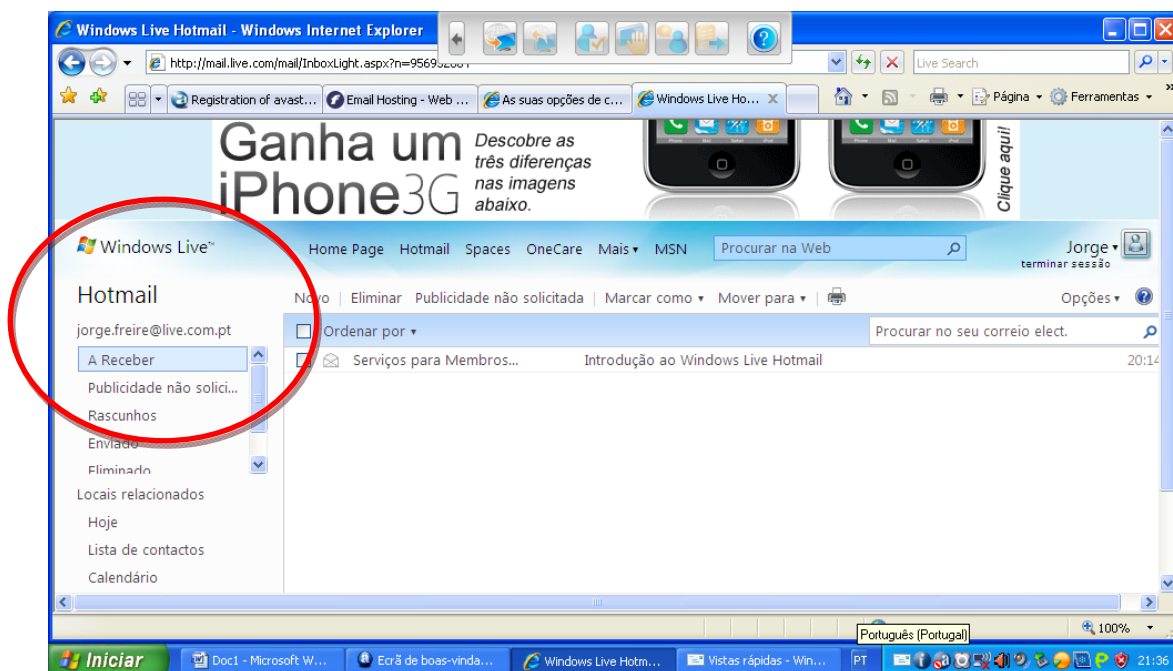 Windows Live Hotmail - Windows Internet Explorer
http://mail.live.com/mail/InboxLight.aspx?n=
Live Search
Registration of avast...
Email Hosting - Web ...
As suas opções de c...
Windows Live Ho...
Página
Ferramentas
Ganha um
iPhone3G
Descobre as
três diferenças
nas imagens
abaixo.
Clique aqui!
Windows Live™
Home Page Hotmail Spaces OneCare Mais MSN
Procurar na Web
Jorge
terminar sessão
Hotmail
Novo | Eliminar Publicidade não solicitada | Marcar como Mover para |
Opções
jorge.freire@live.com.pt
Ordenar por
Procurar no seu correio elect.
A Receber
Serviços para Membros... Introdução ao Windows Live Hotmail 20:14
Publicidade não solici...
Rascunhos
Enviado
Eliminado
Locais relacionados
Hoje
Lista de contactos
Calendário
Português (Portugal)
100%
Iniciar
Doc1 - Microsoft W...
Ecrã de boas-vinda...
Windows Live Hotm...
Vistas rápidas - Win...
PT
21:36